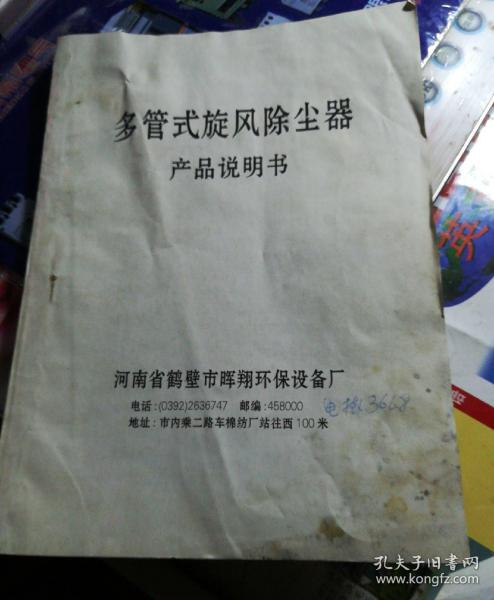 多管式旋风除尘器
产品说明书
河南省鹤壁市晖翔环保设备厂
电话:(0392)2636747 邮编:458000
地址:市内乘二路车棉纺厂站往西100米
3668
英
孔夫子旧书网
www.kongfz.com